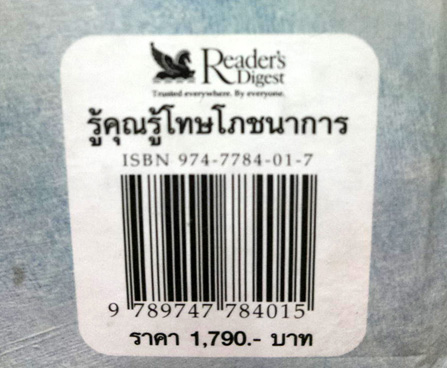 Reader's
Digest
Trusted everywhere. By everyone.
รู้คุณรู้โทษโภชนาการ
ISBN 974-7784-01-7
9 789747 784015
ราคา 1,790.- บาท